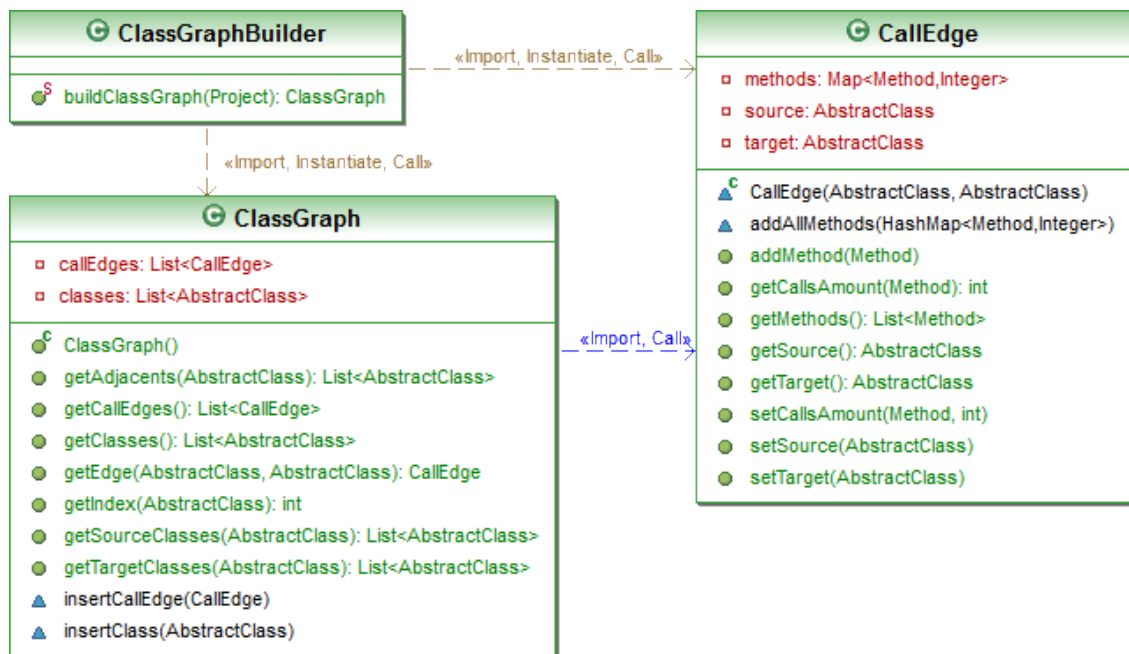 ClassGraphBuilder
buildClassGraph(Project): ClassGraph
«Import, Instantiate, Call»
«Import, Instantiate, Call»
ClassGraph
callEdges: List<CallEdge>
classes: List<AbstractClass>
ClassGraph()
getAdjacents(AbstractClass): List<AbstractClass>
getCallEdges(): List<CallEdge>
getClasses(): List<AbstractClass>
getEdge(AbstractClass, AbstractClass): CallEdge
getIndex(AbstractClass): int
getSourceClasses(AbstractClass): List<AbstractClass>
getTargetClasses(AbstractClass): List<AbstractClass>
insertCallEdge(CallEdge)
insertClass(AbstractClass)
«Import, Call»
CallEdge
methods: Map<Method,Integer>
source: AbstractClass
target: AbstractClass
CallEdge(AbstractClass, AbstractClass)
addAllMethods(HashMap<Method,Integer>)
addMethod(Method)
getCallsAmount(Method): int
getMethods(): List<Method>
getSource(): AbstractClass
getTarget(): AbstractClass
setCallsAmount(Method, int)
setSource(AbstractClass)
setTarget(AbstractClass)